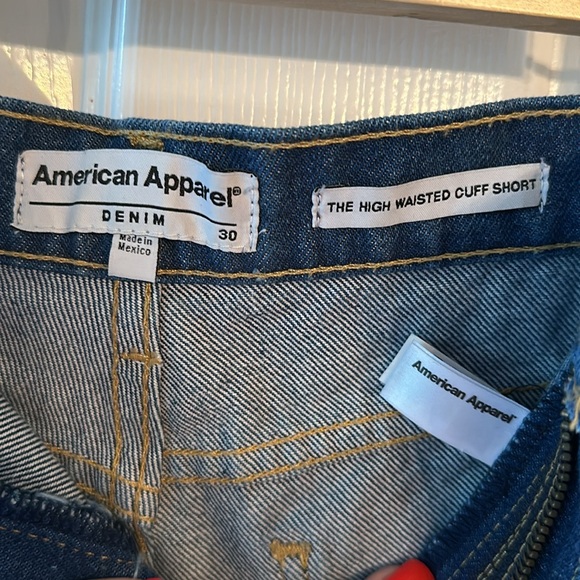 American Apparel®
DENIM
30
Made in
Mexico
THE HIGH WAISTED CUFF SHORT
American Apparel